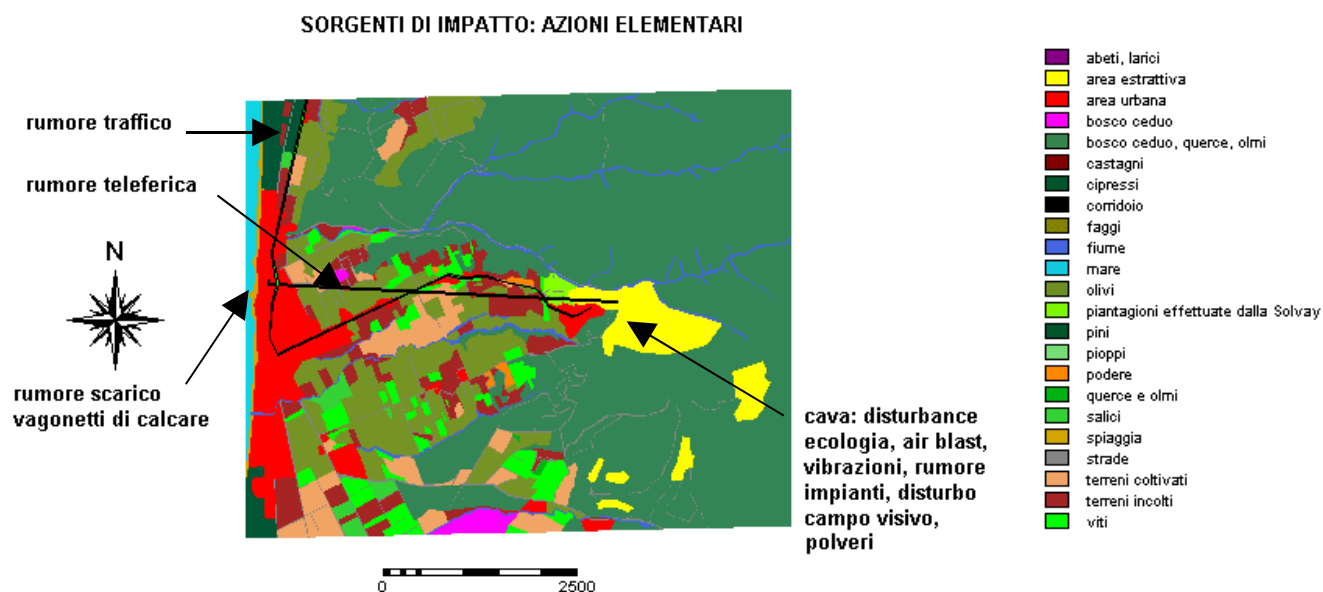 SORGENTI DI IMPATTO: AZIONI ELEMENTARI
rumore traffico
rumore teleferica
N
rumore scarico
vagonetti di calcare
cava: disturbance
ecologia, air blast,
vibrazioni, rumore
impianti, disturbo
campo visivo,
polveri
0 2500
abeti, larici
area estrattiva
area urbana
bosco ceduo
bosco ceduo, querce, olmi
castagni
cipressi
corridoio
faggi
fiume
mare
olivi
piantagioni effettuate dalla Solvay
pini
pioppi
podere
querce e olmi
salici
spiaggia
strade
terreni coltivati
terreni incolti
viti